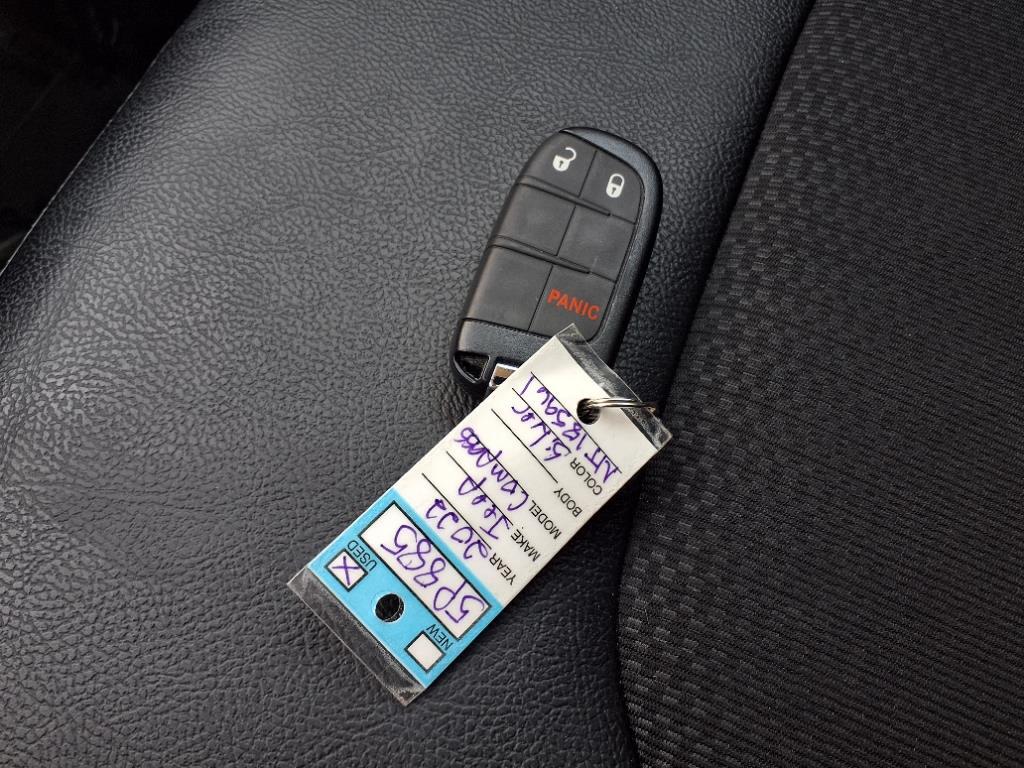 PANIC
NEW
USED X
5P885
YEAR 2022
MAKE Jeep
MODEL Compass
BODY
COLOR Silver